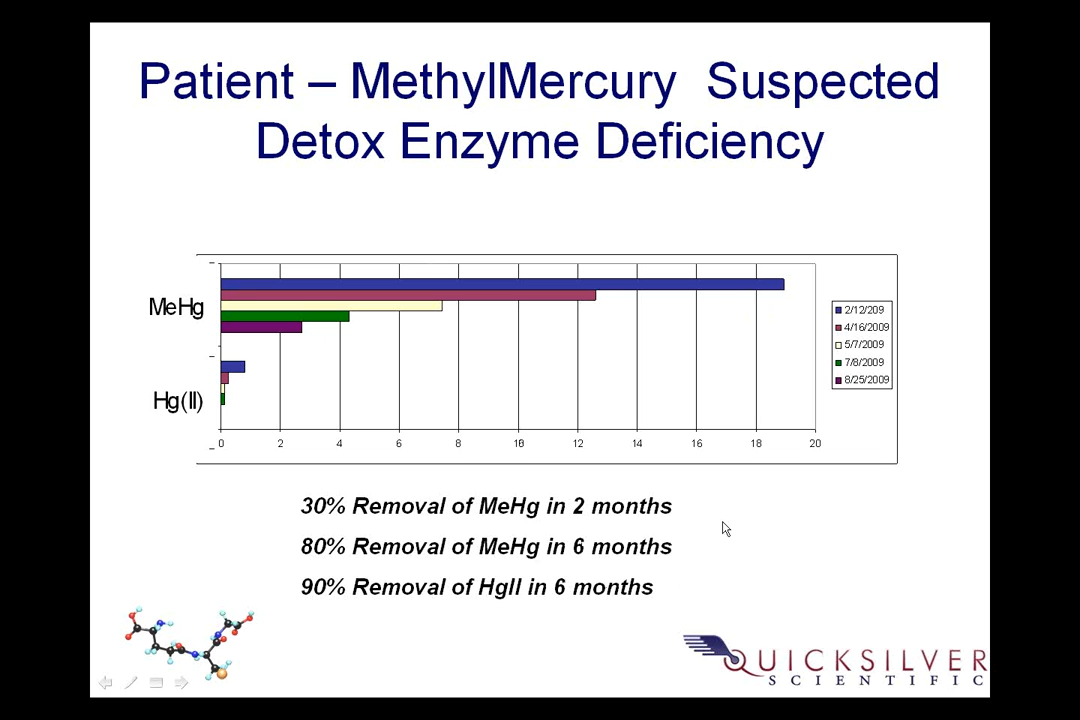 Patient – MethylMercury Suspected
Detox Enzyme Deficiency
MeHg
Hg(II)
0 2 4 6 8 10 12 14 16 18 20
2/12/209
4/16/2009
5/7/2009
7/8/2009
8/25/2009
30% Removal of MeHg in 2 months
80% Removal of MeHg in 6 months
90% Removal of HgII in 6 months
QUICKSILVER
SCIENTIFIC